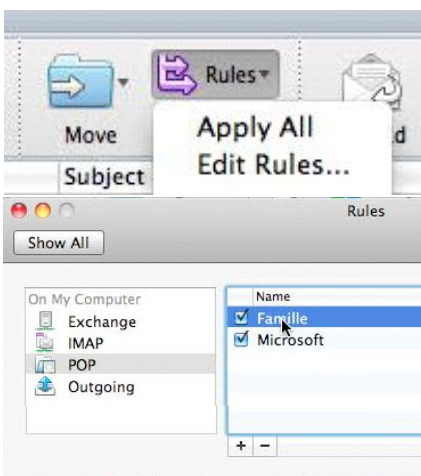 Rules
Move
Apply All
Edit Rules...
Subject
Rules
Show All
On My Computer
Exchange
IMAP
POP
Outgoing
Name
Famille
Microsoft